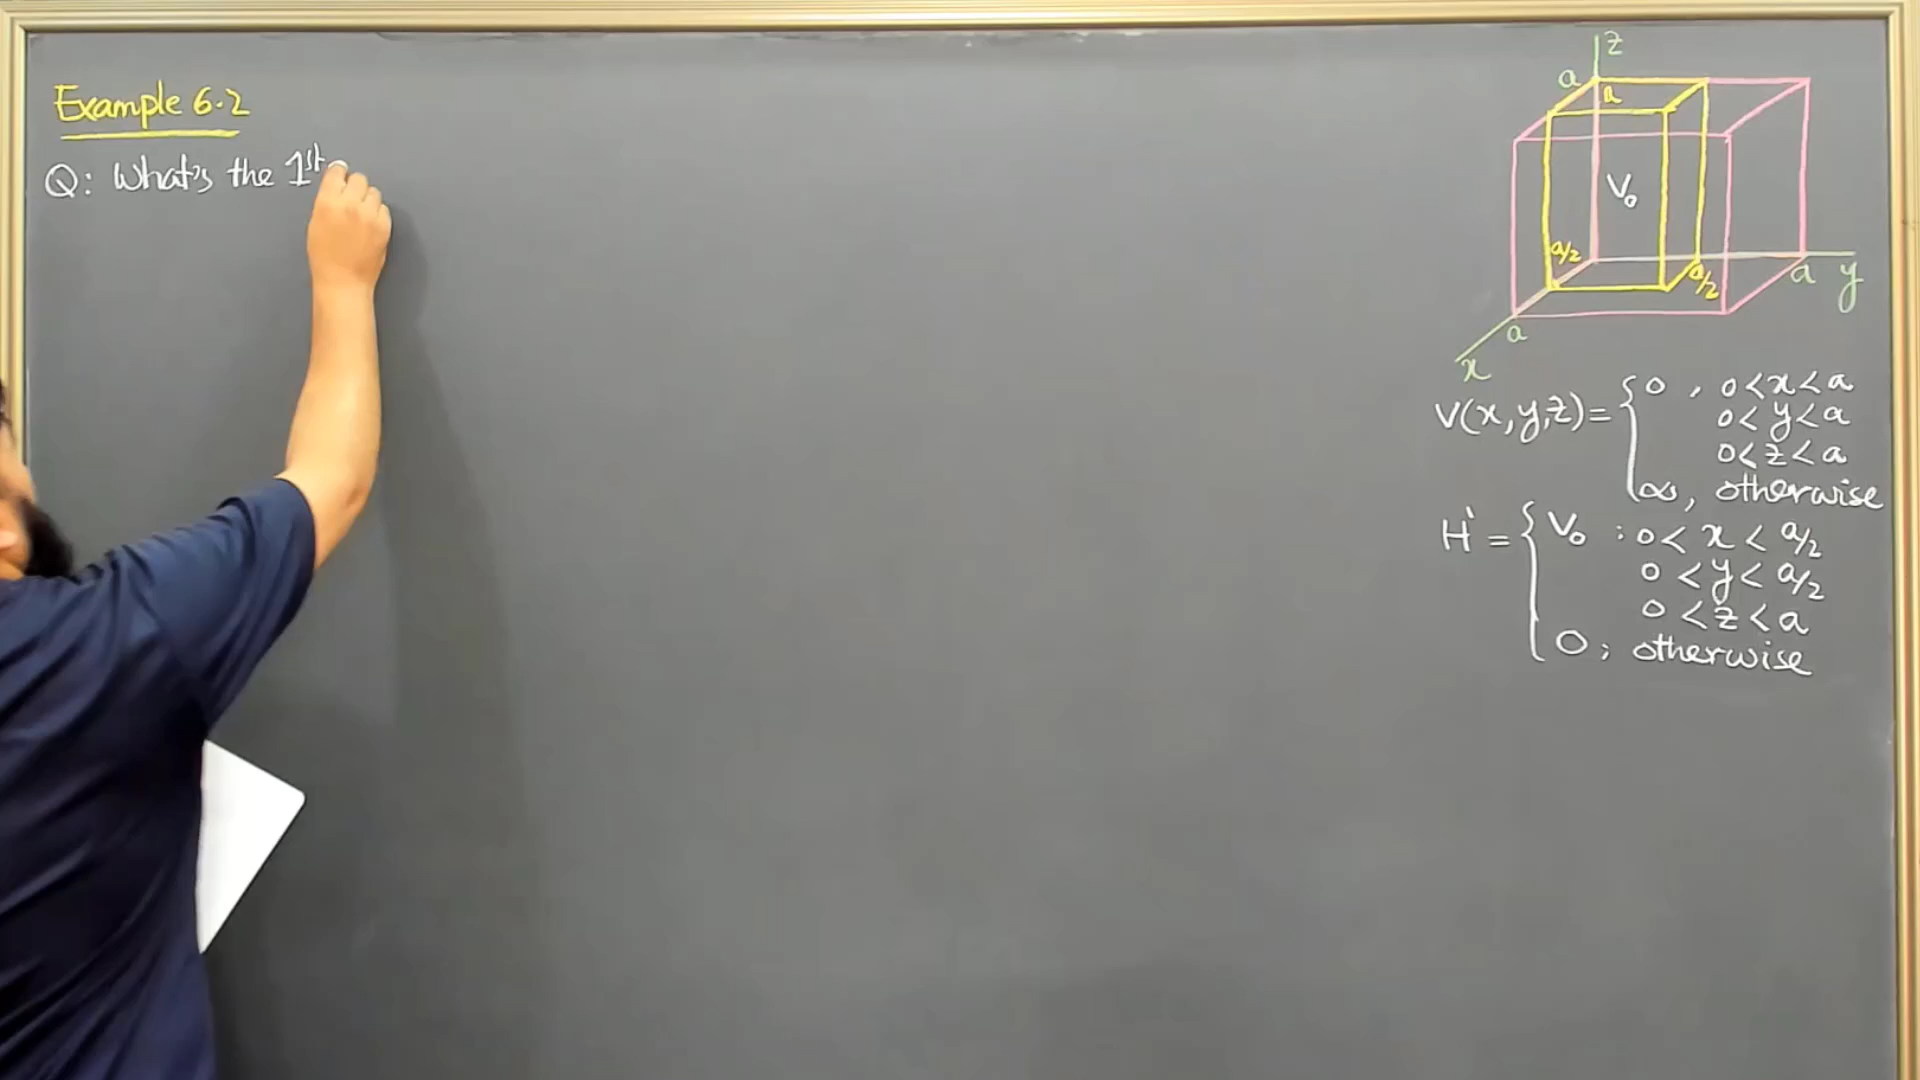 Example 6.2
Q: What's the 1st
z
a
a
V₀
a/2
a/2
a
y
a
x
V(x,y,z)= { 0 , 0<x<a
0<y<a
0<z<a
∞, otherwise
H' = { V₀ : 0<x<a/2
0<y<a/2
0<z<a
0; otherwise